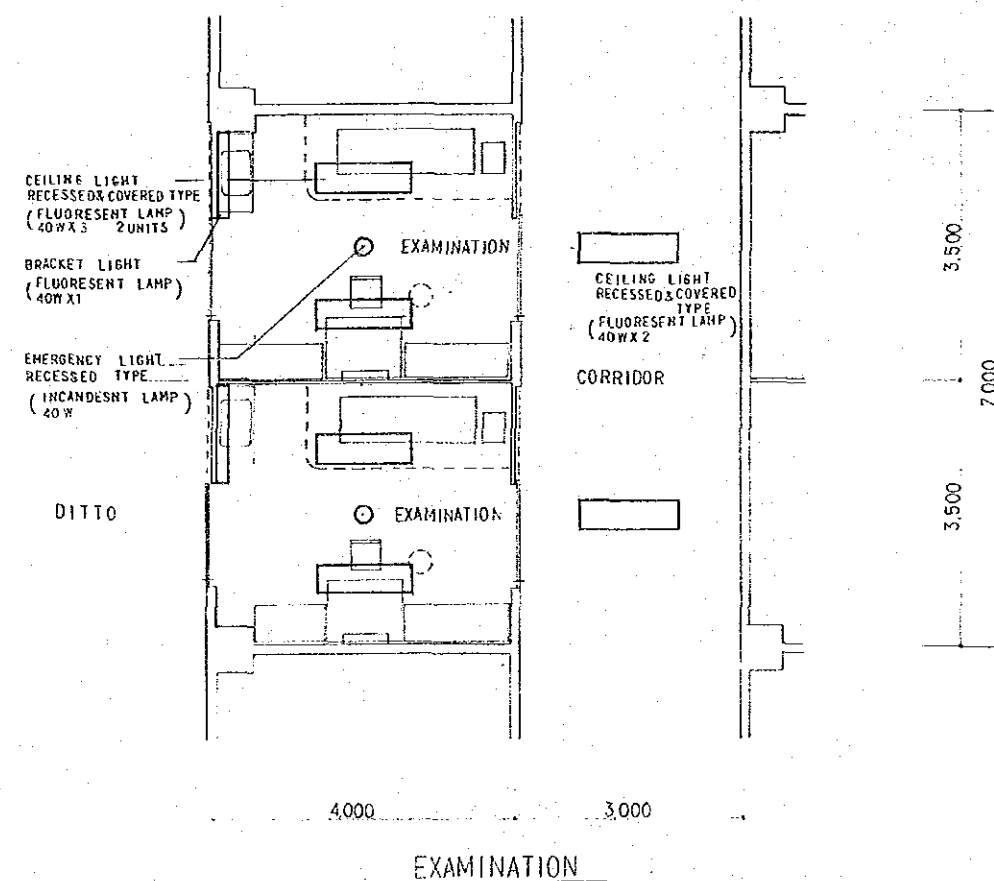 CEILING LIGHT
RECESSED&COVERED TYPE
(FLUORESENT LAMP
40W X 3 2UNITS)
BRACKET LIGHT
(FLUORESENT LAMP)
40W X1
EMERGENCY LIGHT
RECESSED TYPE
(INCANDESNT LAMP)
40 W
DITTO
EXAMINATION
EXAMINATION
CEILING LIGHT
RECESSED&COVERED
TYPE
(FLUORESENT LAMP)
40W X 2
CORRIDOR
3,500
7,000
3,500
4,000
3,000
EXAMINATION